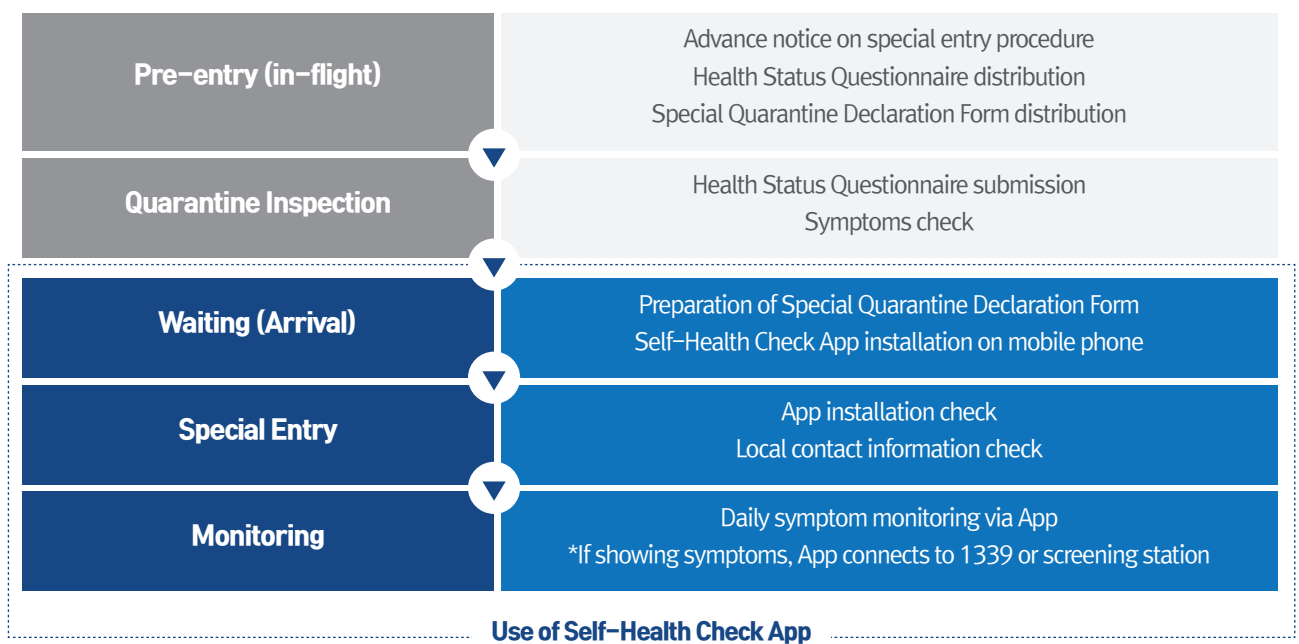 Pre-entry (in-flight)
Advance notice on special entry procedure
Health Status Questionnaire distribution
Special Quarantine Declaration Form distribution
Quarantine Inspection
Health Status Questionnaire submission
Symptoms check
Waiting (Arrival)
Preparation of Special Quarantine Declaration Form
Self-Health Check App installation on mobile phone
Special Entry
App installation check
Local contact information check
Monitoring
Daily symptom monitoring via App
*If showing symptoms, App connects to 1339 or screening station
Use of Self-Health Check App